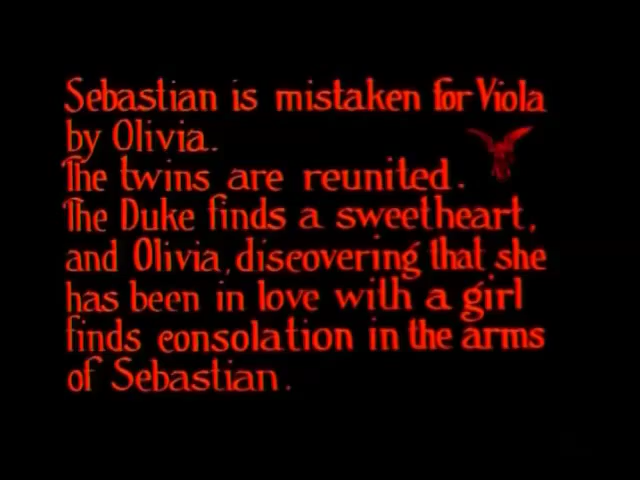 Sebastian is mistaken for Viola
by Olivia.
The twins are reunited.
The Duke finds a sweetheart,
and Olivia, discovering that she
has been in love with a girl
finds consolation in the arms
of Sebastian.